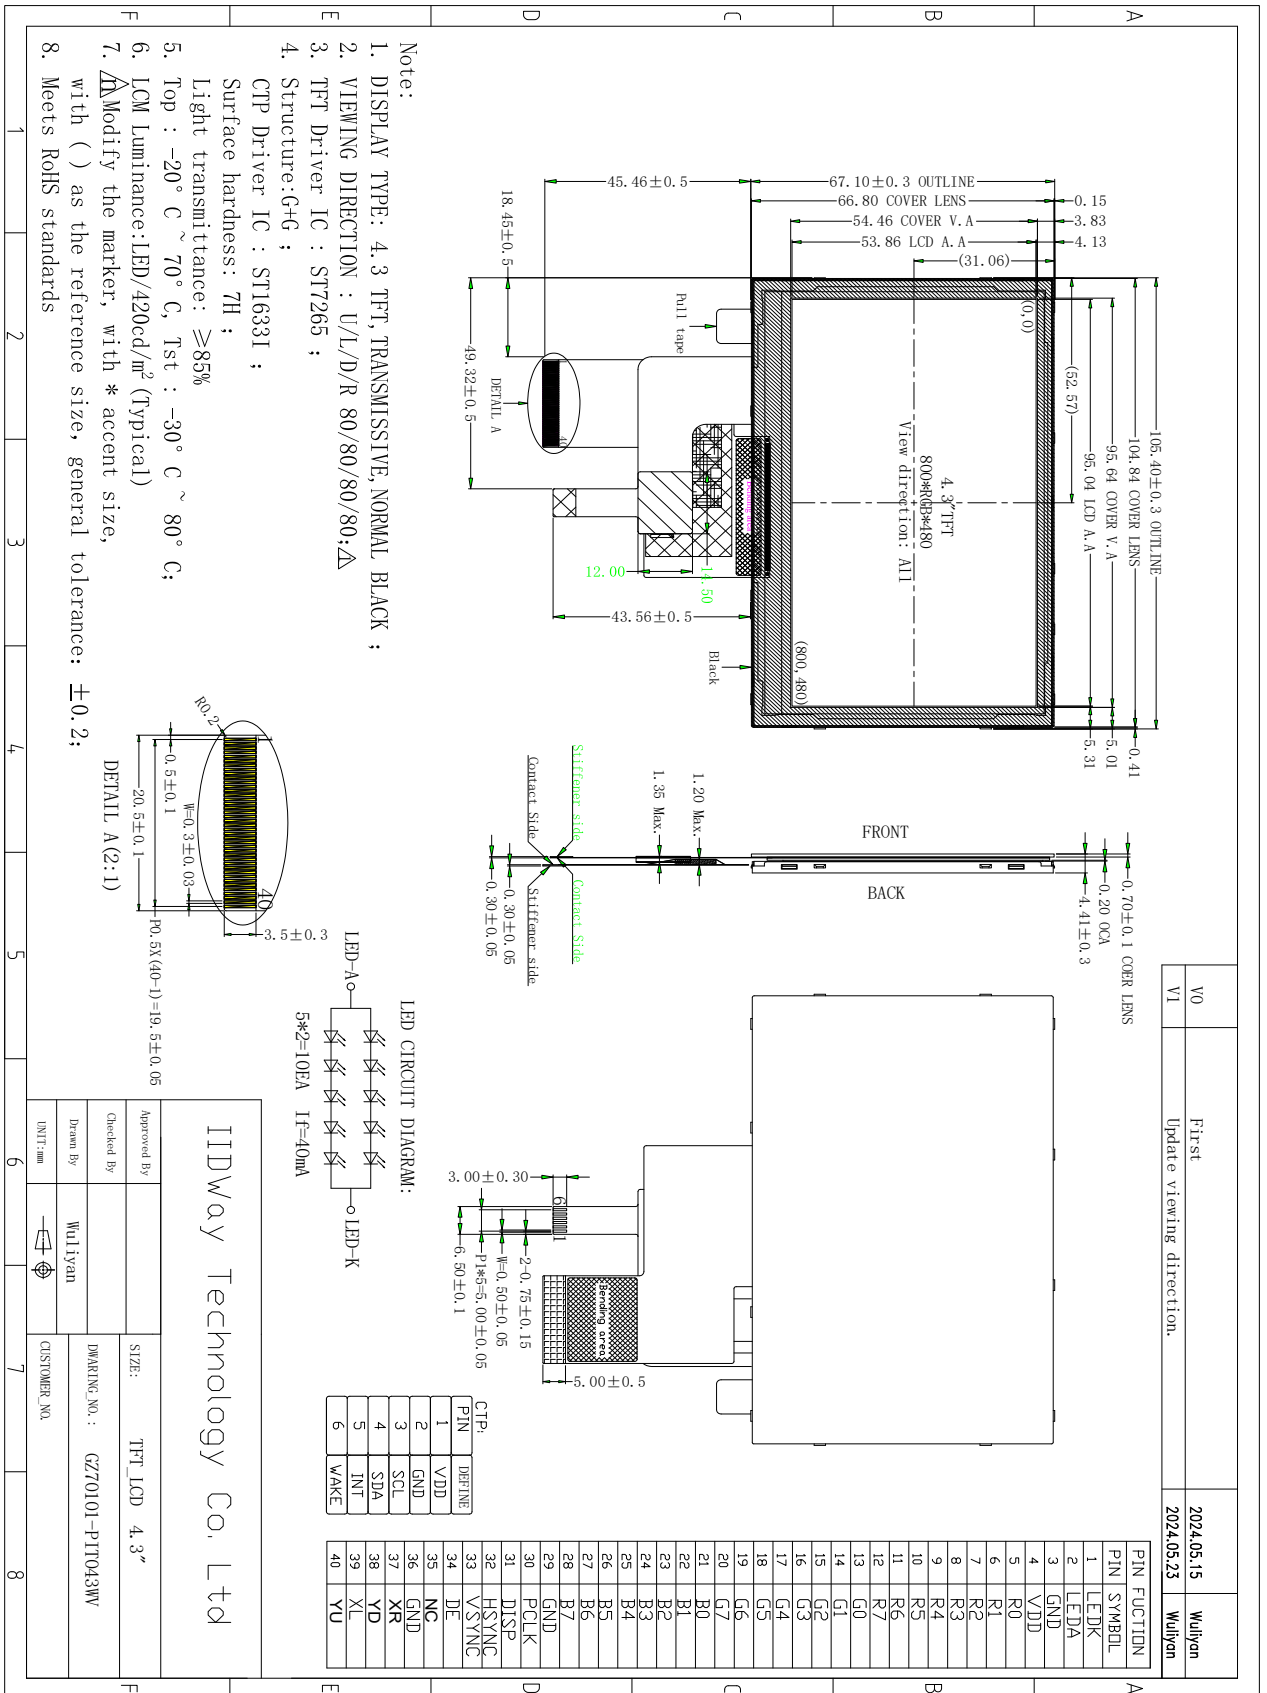 V0 First 2024.05.15 Wuliyan
V1 Update viewing direction. 2024.05.23 Wuliyan
105.40±0.3 OUTLINE
104.84 COVER LENS
95.64 COVER V.A
95.04 LCD A.A
(52.57)
0.41
5.01
5.31
67.10±0.3 OUTLINE
66.80 COVER LENS
54.46 COVER V.A
53.86 LCD A.A
(31.06)
0.15
3.83
4.13
45.46±0.5
18.45±0.5
49.32±0.5
43.56±0.5
12.00
14.50
(0,0)
4.3″TFT
800*RGB*480
View direction: All
(800,480)
Pull tape
Black
Bending area
DETAIL A
40
FRONT
BACK
0.70±0.1 COER LENS
0.20 OCA
4.41±0.3
1.20 Max.
1.35 Max.
Stiffener side
Contact Side
Contact Side
Stiffener side
0.30±0.05
0.30±0.05
3.00±0.30
6
1
2-0.75±0.15
W=0.50±0.05
P1*5=5.00±0.05
6.50±0.1
Bending area
5.00±0.5
PIN FUCTION
PIN SYMBOL
1 LEDK
2 LEDA
3 GND
4 VDD
5 R0
6 R1
7 R2
8 R3
9 R4
10 R5
11 R6
12 R7
13 G0
14 G1
15 G2
16 G3
17 G4
18 G5
19 G6
20 G7
21 B0
22 B1
23 B2
24 B3
25 B4
26 B5
27 B6
28 B7
29 GND
30 PCLK
31 DISP
32 HSYNC
33 VSYNC
34 DE
35 NC
36 GND
37 XR
38 YD
39 XL
40 YU
CTP:
PIN DEFINE
1 VDD
2 GND
3 SCL
4 SDA
5 INT
6 WAKE
LED CIRCUIT DIAGRAM:
LED-A
LED-K
5*2=10EA If=40mA
R0.2
1
40
3.5±0.3
0.5±0.1
W=0.3±0.03
P0.5X(40-1)=19.5±0.05
20.5±0.1
DETAIL A(2:1)
Note:
1. DISPLAY TYPE: 4.3 TFT, TRANSMISSIVE, NORMAL BLACK ;
2. VIEWING DIRECTION : U/L/D/R 80/80/80/80;
3. TFT Driver IC : ST7265 ;
4. Structure:G+G ;
CTP Driver IC : ST1633I ;
Surface hardness: 7H ;
Light transmittance: ≥85%
5. Top : -20° C ~ 70° C, Tst : -30° C ~ 80° C;
6. LCM Luminance:LED/420cd/m² (Typical)
7. n Modify the marker, with * accent size,
with ( ) as the reference size, general tolerance: ±0.2;
8. Meets RoHS standards
IIDWay Technology Co. Ltd
Approved By
Checked By
Drawn By Wuliyan
UNIT:mm
SIZE: TFT_LCD 4.3″
DWARING_NO.: GZ70101-PIT043WV
CUSTOMER_NO.
A B C D E F
A B C D E F
1 2 3 4 5 6 7 8